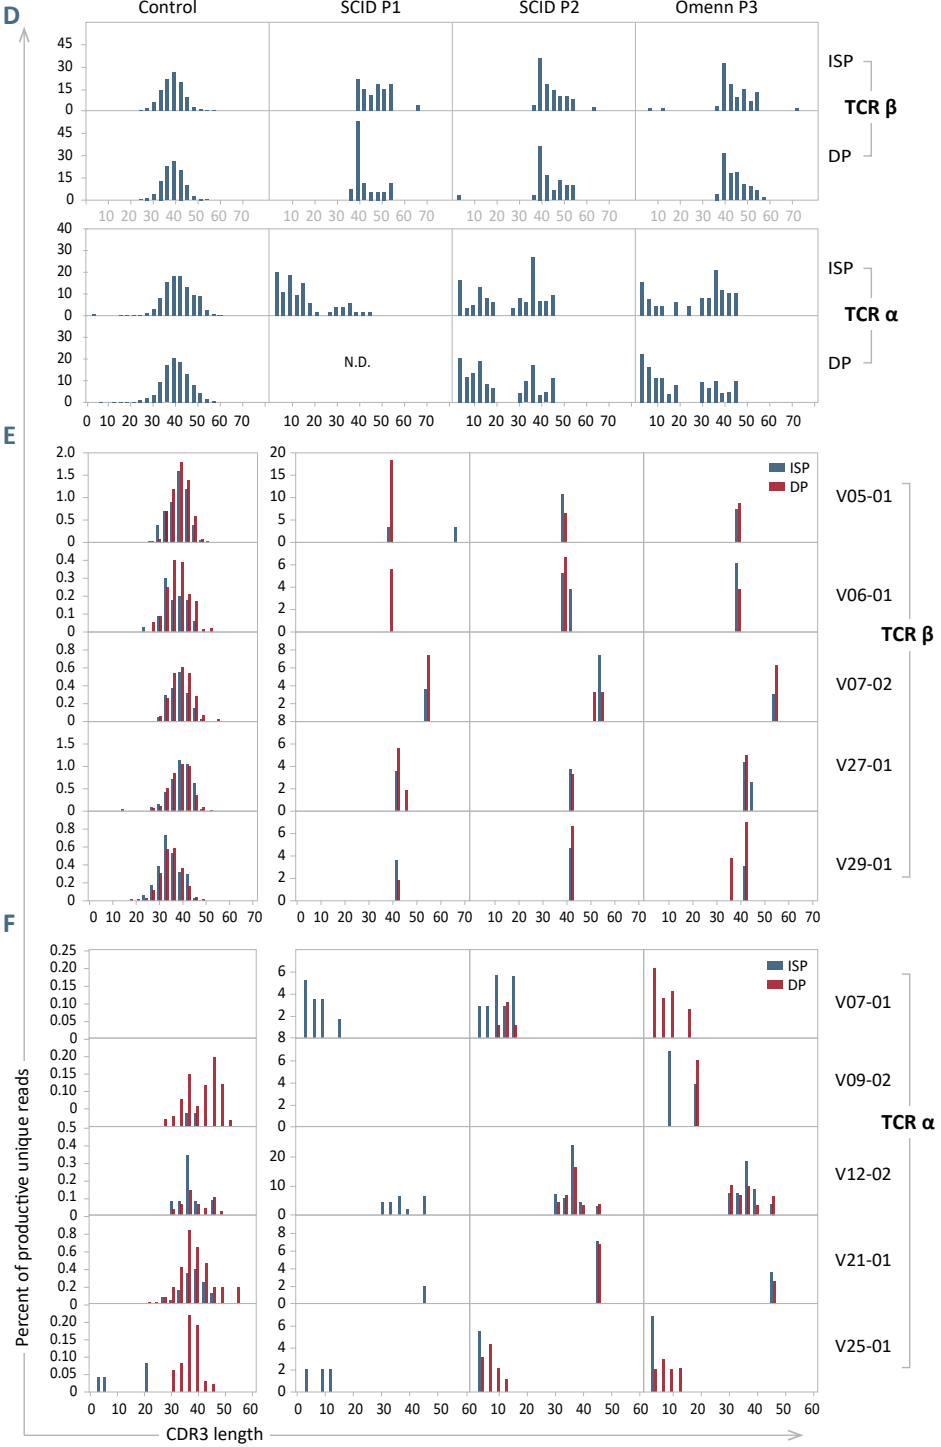 D
Control SCID P1 SCID P2 Omenn P3
45
30
15
0
ISP
TCR β
45
30
15
0
DP
10 20 30 40 50 60 70 10 20 30 40 50 60 70 10 20 30 40 50 60 70 10 20 30 40 50 60 70
40
30
20
10
0
ISP
TCR α
30
20
10
0
N.D.
DP
0 10 20 30 40 50 60 70 0 10 20 30 40 50 60 70 0 10 20 30 40 50 60 70 0 10 20 30 40 50 60 70
E
2.0 20
1.5 15
1.0 10
0.5 5
0 0
ISP
DP
V05-01
0.4 6
0.3 4
0.2 2
0.1 0
0
V06-01
TCR β
0.8 8
0.6 6
0.4 4
0.2 2
0 8
V07-02
1.5 6
1.0 4
0.5 2
0 0
V27-01
0.8 6
0.6 4
0.4 2
0.2 0
0
V29-01
0 10 20 30 40 50 60 70 0 10 20 30 40 50 60 70 10 20 30 40 50 60 70 10 20 30 40 50 60 70
F
0.25
0.20 6
0.15 4
0.10 2
0.05 8
0
ISP
DP
V07-01
0.20 6
0.15 4
0.10 2
0 0
0.5
V09-02
TCR α
0.4 20
0.3 10
0.2 0
0.1
0
V12-02
0.8 6
0.6 4
0.4 2
0.2 0
0
V21-01
0.20 6
0.15 4
0.10 2
0.05 0
0
V25-01
0 10 20 30 40 50 60 0 10 20 30 40 50 60 10 20 30 40 50 60 10 20 30 40 50 60
Percent of productive unique reads
CDR3 length